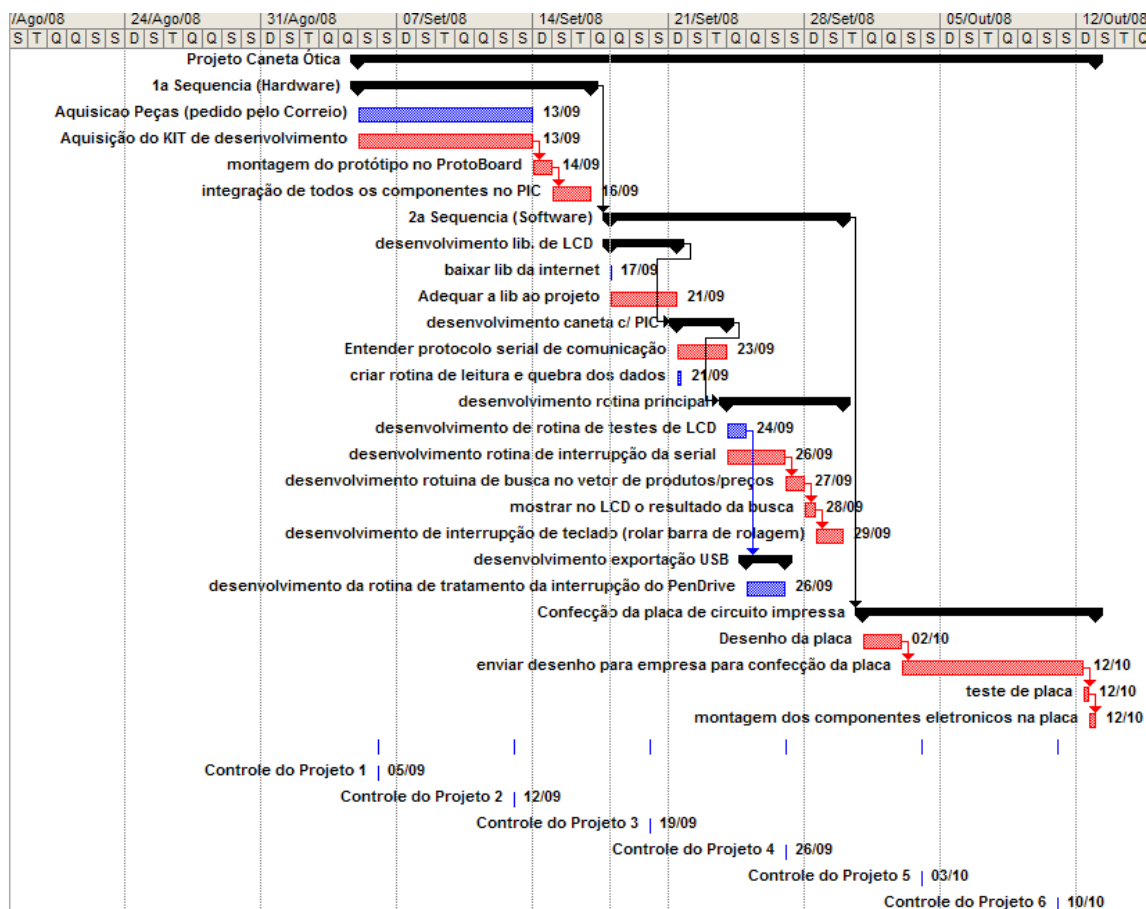 /Ago/08 24/Ago/08 31/Ago/08 07/Set/08 14/Set/08 21/Set/08 28/Set/08 05/Out/08 12/Out/08
S T Q Q S S D S T Q Q S S D S T Q Q S S D S T Q Q S S D S T Q Q S S D S T Q Q S S D S T Q Q S S D S T Q Q S S D S T Q
Projeto Caneta Ótica
1a Sequencia (Hardware)
Aquisicao Peças (pedido pelo Correio) 13/09
Aquisição do KIT de desenvolvimento 13/09
montagem do protótipo no ProtoBoard 14/09
integração de todos os componentes no PIC 16/09
2a Sequencia (Software)
desenvolvimento lib. de LCD
baixar lib da internet 17/09
Adequar a lib ao projeto 21/09
desenvolvimento caneta c/ PIC
Entender protocolo serial de comunicação 23/09
criar rotina de leitura e quebra dos dados 21/09
desenvolvimento rotina principal
desenvolvimento de rotina de testes de LCD 24/09
desenvolvimento rotina de interrupção da serial 26/09
desenvolvimento rotuina de busca no vetor de produtos/preços 27/09
mostrar no LCD o resultado da busca 28/09
desenvolvimento de interrupção de teclado (rolar barra de rolagem) 29/09
desenvolvimento exportação USB
desenvolvimento da rotina de tratamento da interrupção do PenDrive 26/09
Confecção da placa de circuito impressa
Desenho da placa 02/10
enviar desenho para empresa para confecção da placa 12/10
teste de placa 12/10
montagem dos componentes eletronicos na placa 12/10
Controle do Projeto 1 05/09
Controle do Projeto 2 12/09
Controle do Projeto 3 19/09
Controle do Projeto 4 26/09
Controle do Projeto 5 03/10
Controle do Projeto 6 10/10